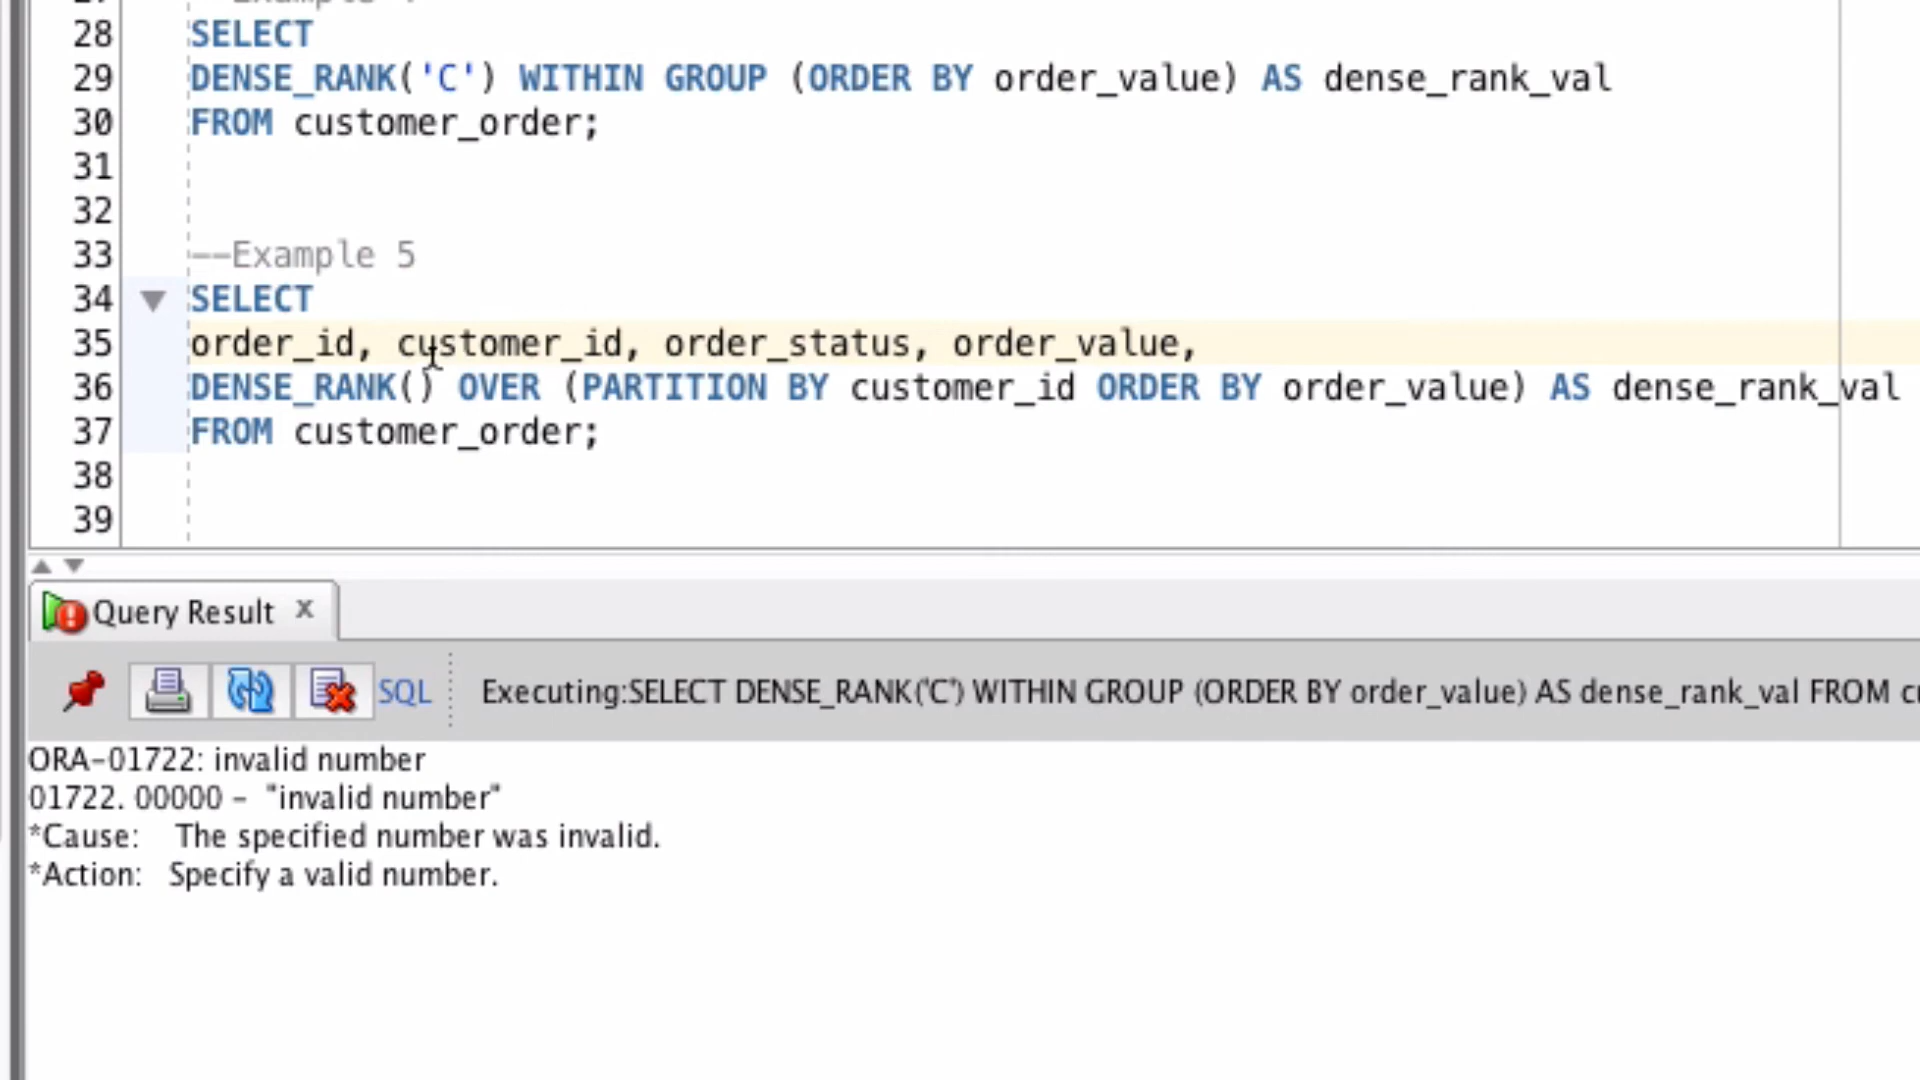 27 --Example 4
28 SELECT
29 DENSE_RANK('C') WITHIN GROUP (ORDER BY order_value) AS dense_rank_val
30 FROM customer_order;
31
32
33 --Example 5
34 SELECT
35 order_id, customer_id, order_status, order_value,
36 DENSE_RANK() OVER (PARTITION BY customer_id ORDER BY order_value) AS dense_rank_val
37 FROM customer_order;
38
39
Query Result x
SQL Executing:SELECT DENSE_RANK('C') WITHIN GROUP (ORDER BY order_value) AS dense_rank_val FROM
ORA-01722: invalid number
01722. 00000 - "invalid number"
*Cause: The specified number was invalid.
*Action: Specify a valid number.